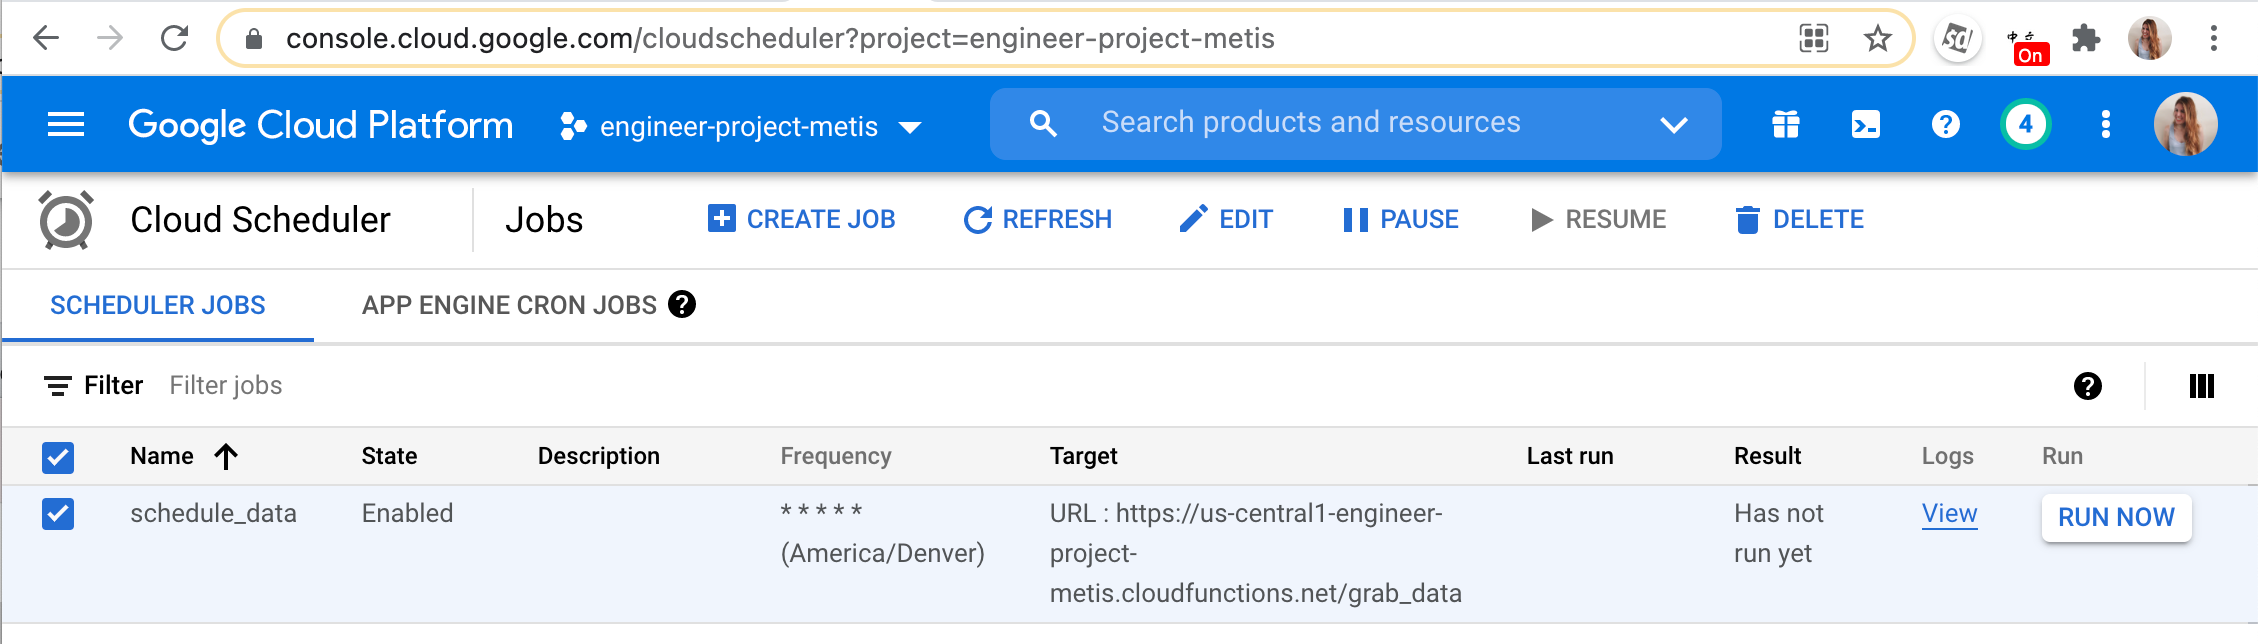 console.cloud.google.com/cloudscheduler?project=engineer-project-metis
On
Google Cloud Platform engineer-project-metis Search products and resources 4
Cloud Scheduler Jobs CREATE JOB REFRESH EDIT PAUSE RESUME DELETE
SCHEDULER JOBS APP ENGINE CRON JOBS
Filter Filter jobs
Name State Description Frequency Target Last run Result Logs Run
schedule_data Enabled * * * * * URL : https://us-central1-engineer- Has not View RUN NOW
(America/Denver) project- run yet
metis.cloudfunctions.net/grab_data